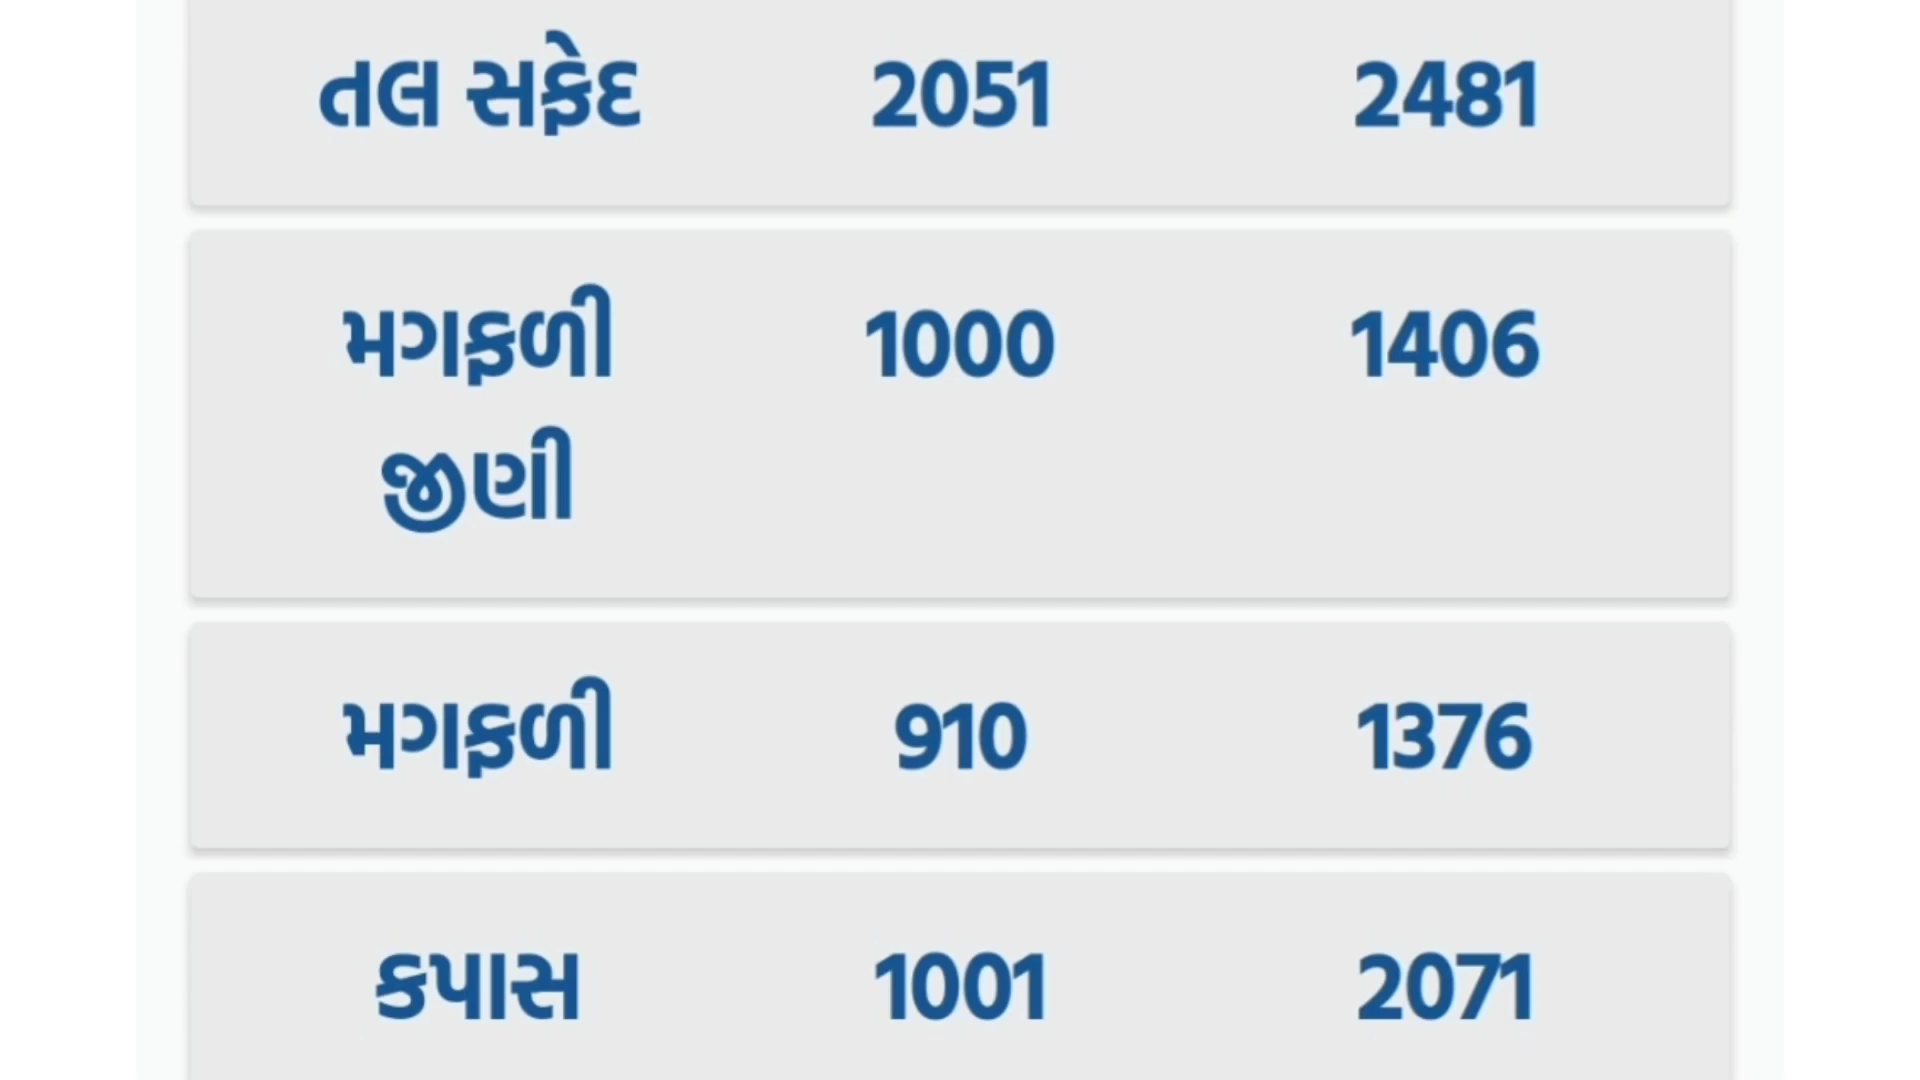 તલ સફેદ 2051 2481
મગફળી 1000 1406
જીણી
મગફળી 910 1376
કપાસ 1001 2071